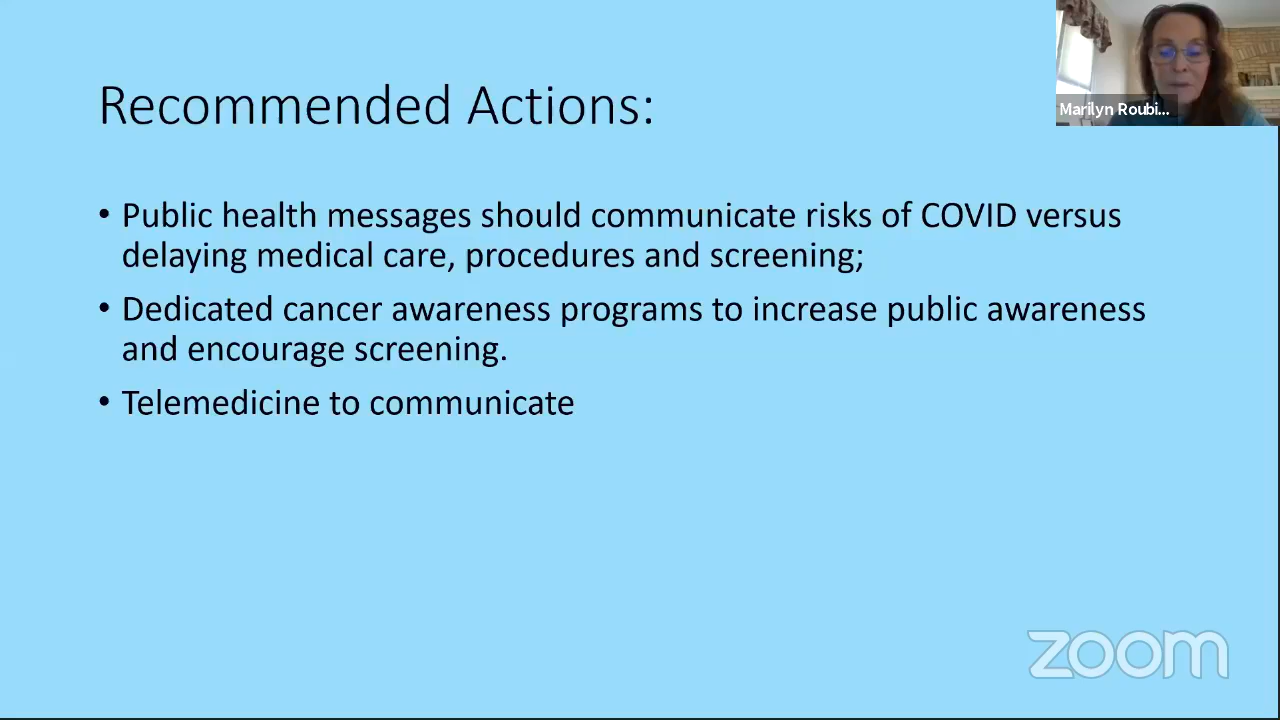 Recommended Actions:
Marilyn Roubi...
• Public health messages should communicate risks of COVID versus
delaying medical care, procedures and screening;
• Dedicated cancer awareness programs to increase public awareness
and encourage screening.
• Telemedicine to communicate
zoom